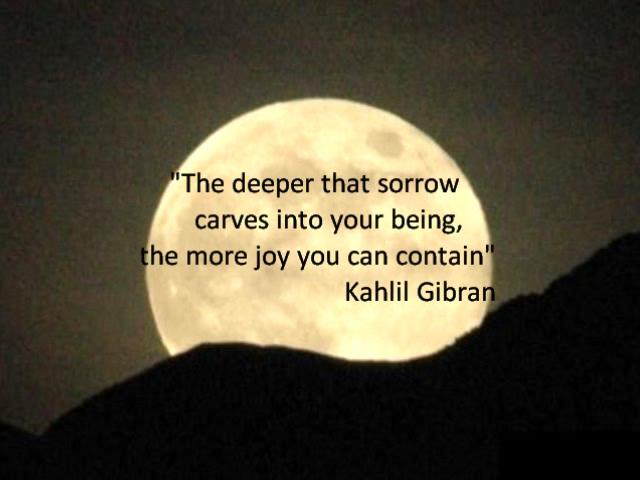 "The deeper that sorrow
carves into your being,
the more joy you can contain"
Kahlil Gibran